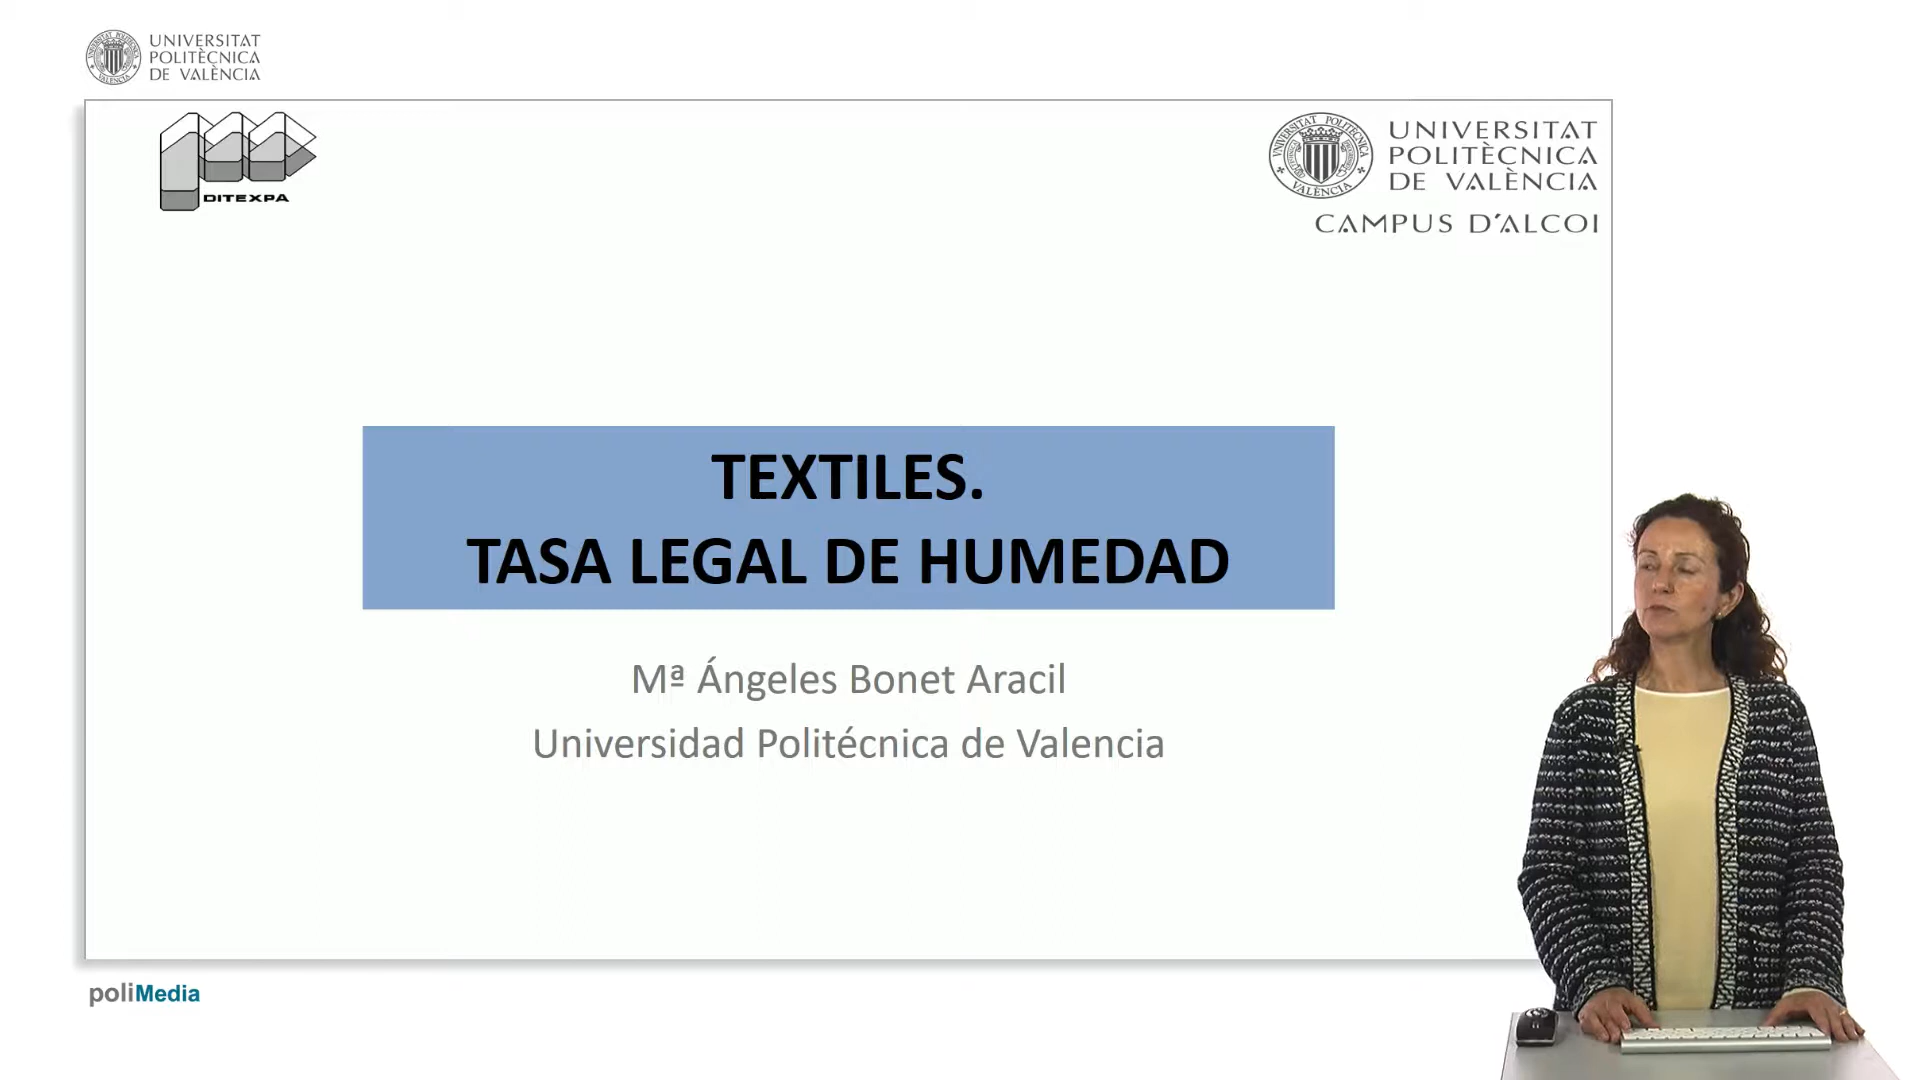 UNIVERSITAT
POLITÈCNICA
DE VALÈNCIA
DITEXPA
UNIVERSITAT
POLITÈCNICA
DE VALÈNCIA
CAMPUS D'ALCOI
TEXTILES.
TASA LEGAL DE HUMEDAD
Mª Ángeles Bonet Aracil
Universidad Politécnica de Valencia
poliMedia